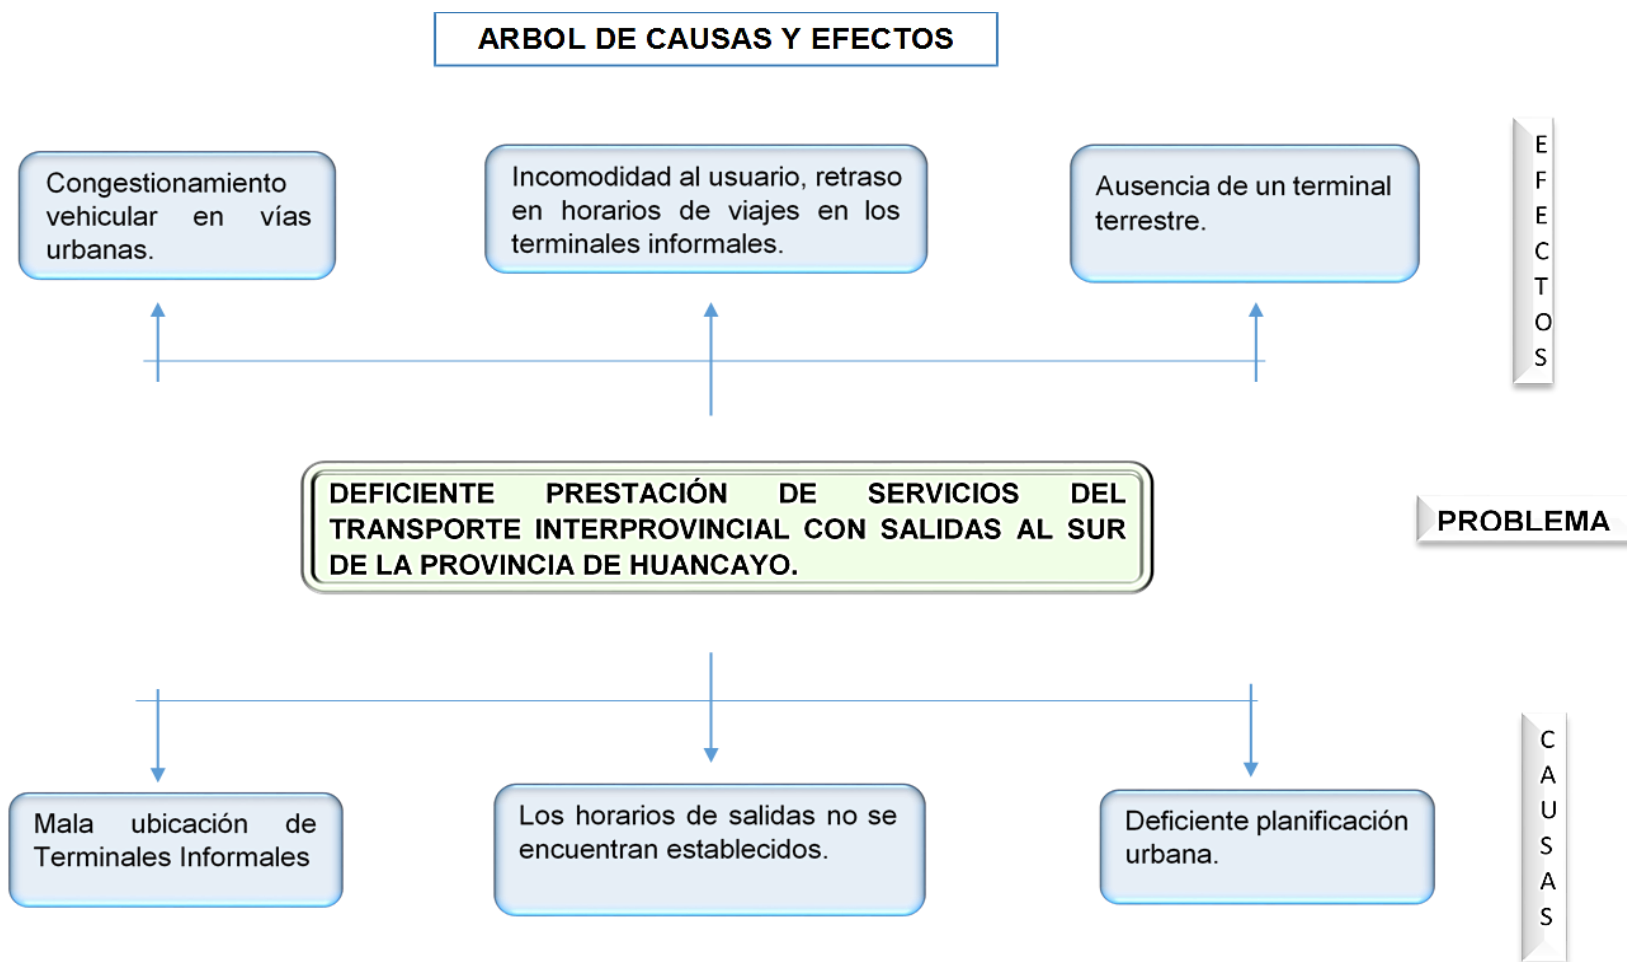 ARBOL DE CAUSAS Y EFECTOS
Congestionamiento
vehicular en vías
urbanas.
Incomodidad al usuario, retraso
en horarios de viajes en los
terminales informales.
Ausencia de un terminal
terrestre.
EFECTOS
DEFICIENTE PRESTACIÓN DE SERVICIOS DEL
TRANSPORTE INTERPROVINCIAL CON SALIDAS AL SUR
DE LA PROVINCIA DE HUANCAYO.
PROBLEMA
Mala ubicación de
Terminales Informales
Los horarios de salidas no se
encuentran establecidos.
Deficiente planificación
urbana.
CAUSAS